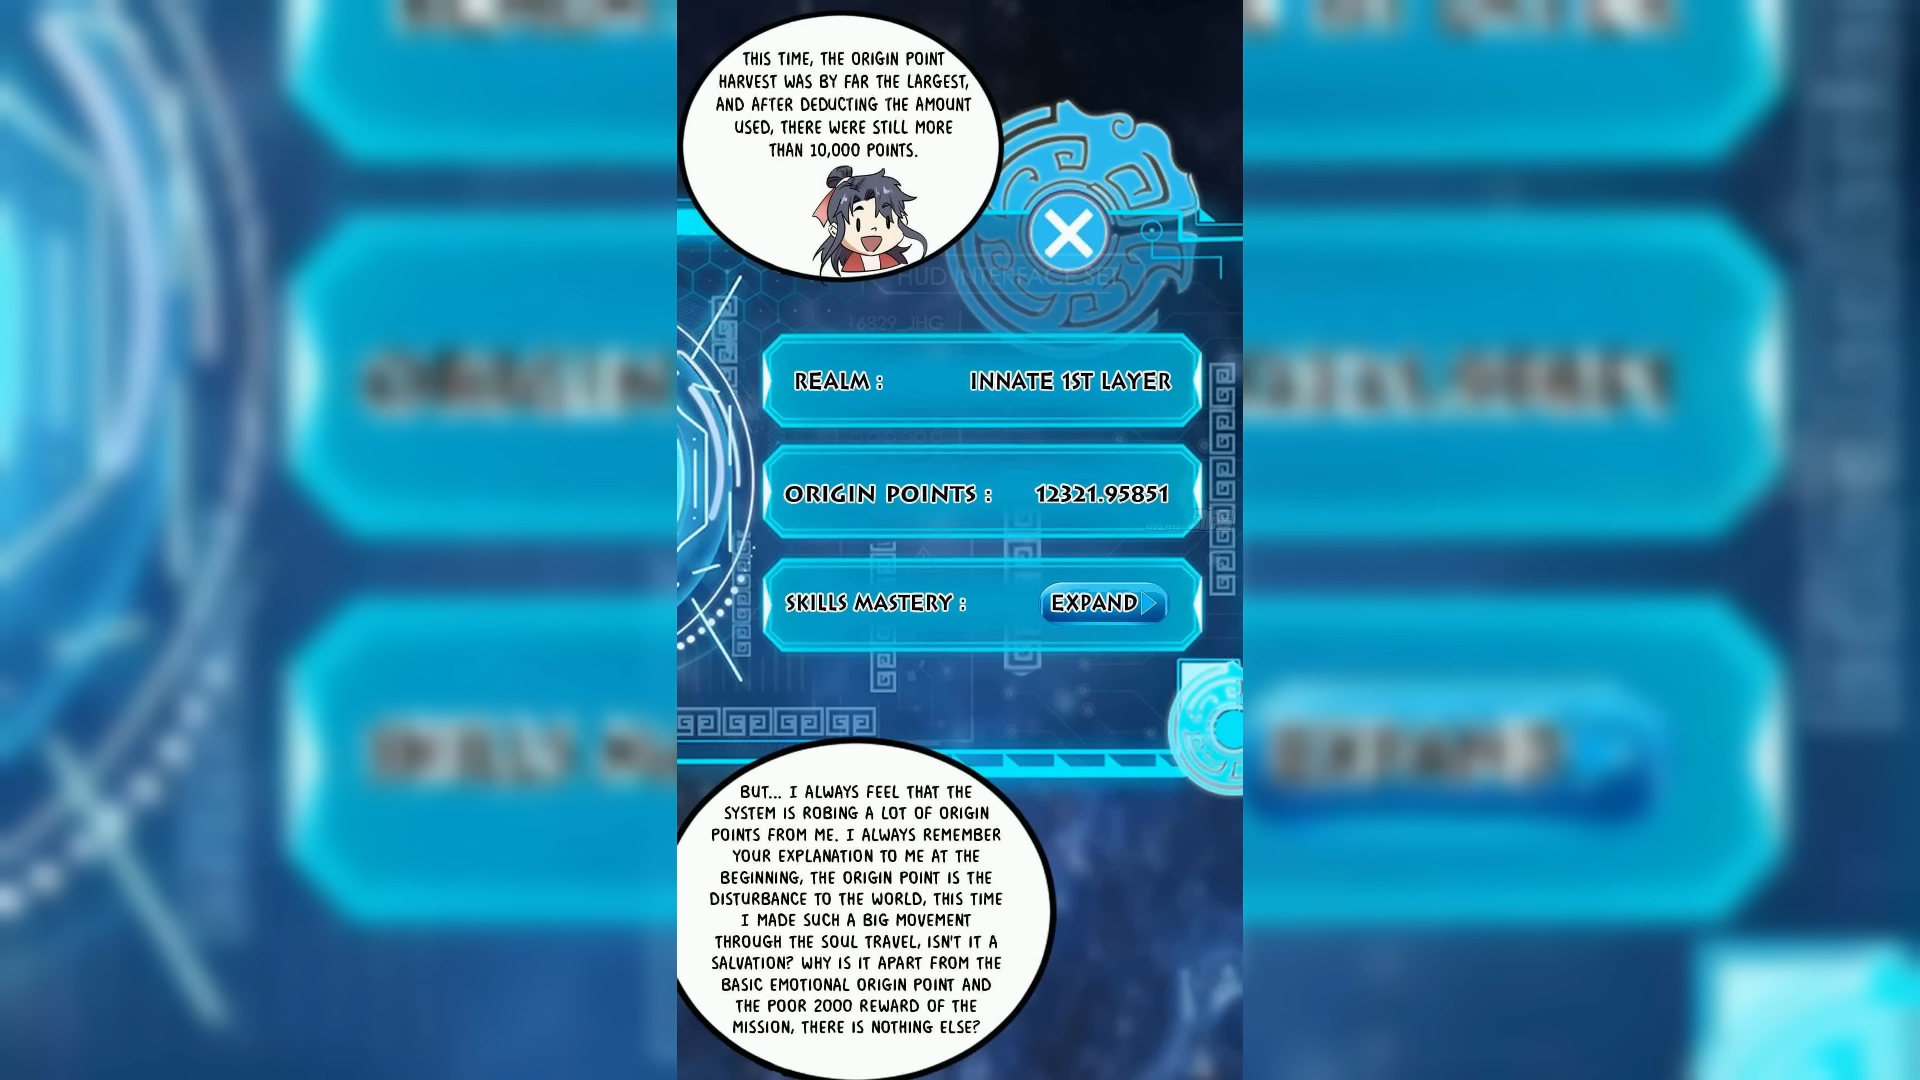 THIS TIME, THE ORIGIN POINT
HARVEST WAS BY FAR THE LARGEST,
AND AFTER DEDUCTING THE AMOUNT
USED, THERE WERE STILL MORE
THAN 10,000 POINTS.
HUD INTERFACE SET
16829_JHG
REALM : INNATE 1ST LAYER
ORIGIN POINTS : 12321.95851
SKILLS MASTERY : EXPAND
BUT... I ALWAYS FEEL THAT THE
SYSTEM IS ROBING A LOT OF ORIGIN
POINTS FROM ME. I ALWAYS REMEMBER
YOUR EXPLANATION TO ME AT THE
BEGINNING, THE ORIGIN POINT IS THE
DISTURBANCE TO THE WORLD, THIS TIME
I MADE SUCH A BIG MOVEMENT
THROUGH THE SOUL TRAVEL, ISN'T IT A
SALVATION? WHY IS IT APART FROM THE
BASIC EMOTIONAL ORIGIN POINT AND
THE POOR 2000 REWARD OF THE
MISSION, THERE IS NOTHING ELSE?